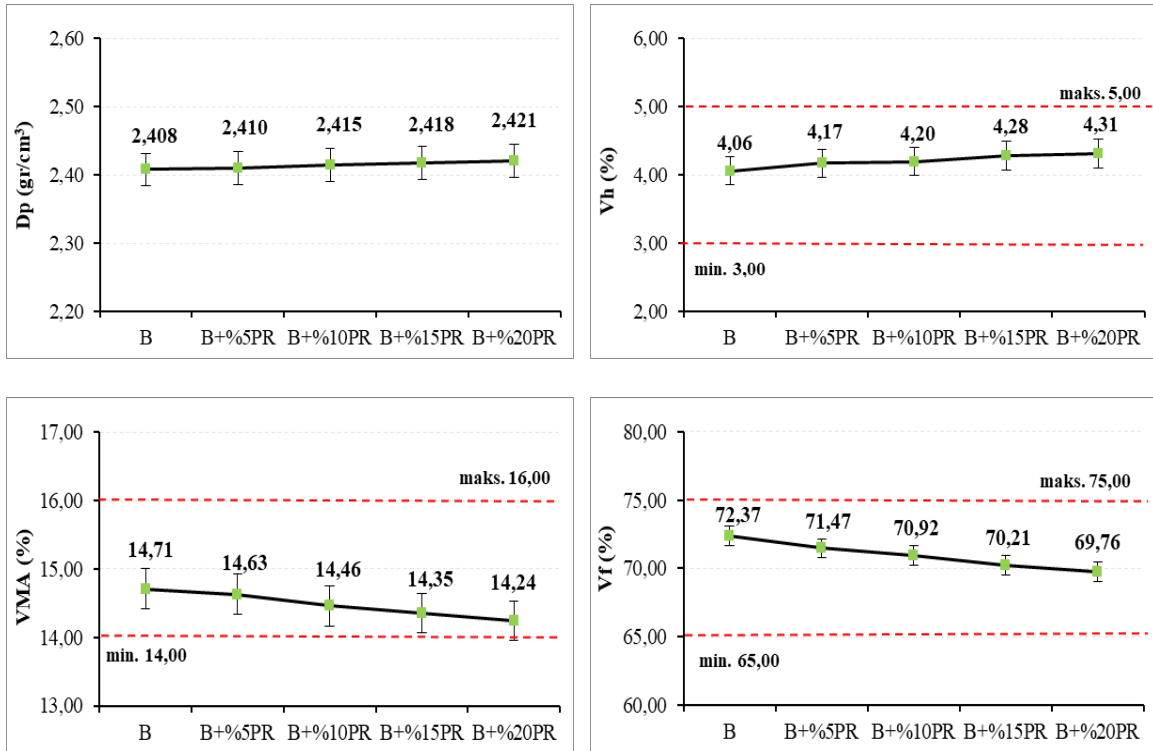 Dp (gr/cm³)
2,60
2,50
2,40
2,30
2,20
2,408
2,410
2,415
2,418
2,421
B B+%5PR B+%10PR B+%15PR B+%20PR
Vh (%)
6,00
5,00
4,00
3,00
2,00
maks. 5,00
4,06
4,17
4,20
4,28
4,31
min. 3,00
B B+%5PR B+%10PR B+%15PR B+%20PR
VMA (%)
17,00
16,00
15,00
14,00
13,00
maks. 16,00
14,71
14,63
14,46
14,35
14,24
min. 14,00
B B+%5PR B+%10PR B+%15PR B+%20PR
Vf (%)
80,00
75,00
70,00
65,00
60,00
maks. 75,00
72,37
71,47
70,92
70,21
69,76
min. 65,00
B B+%5PR B+%10PR B+%15PR B+%20PR